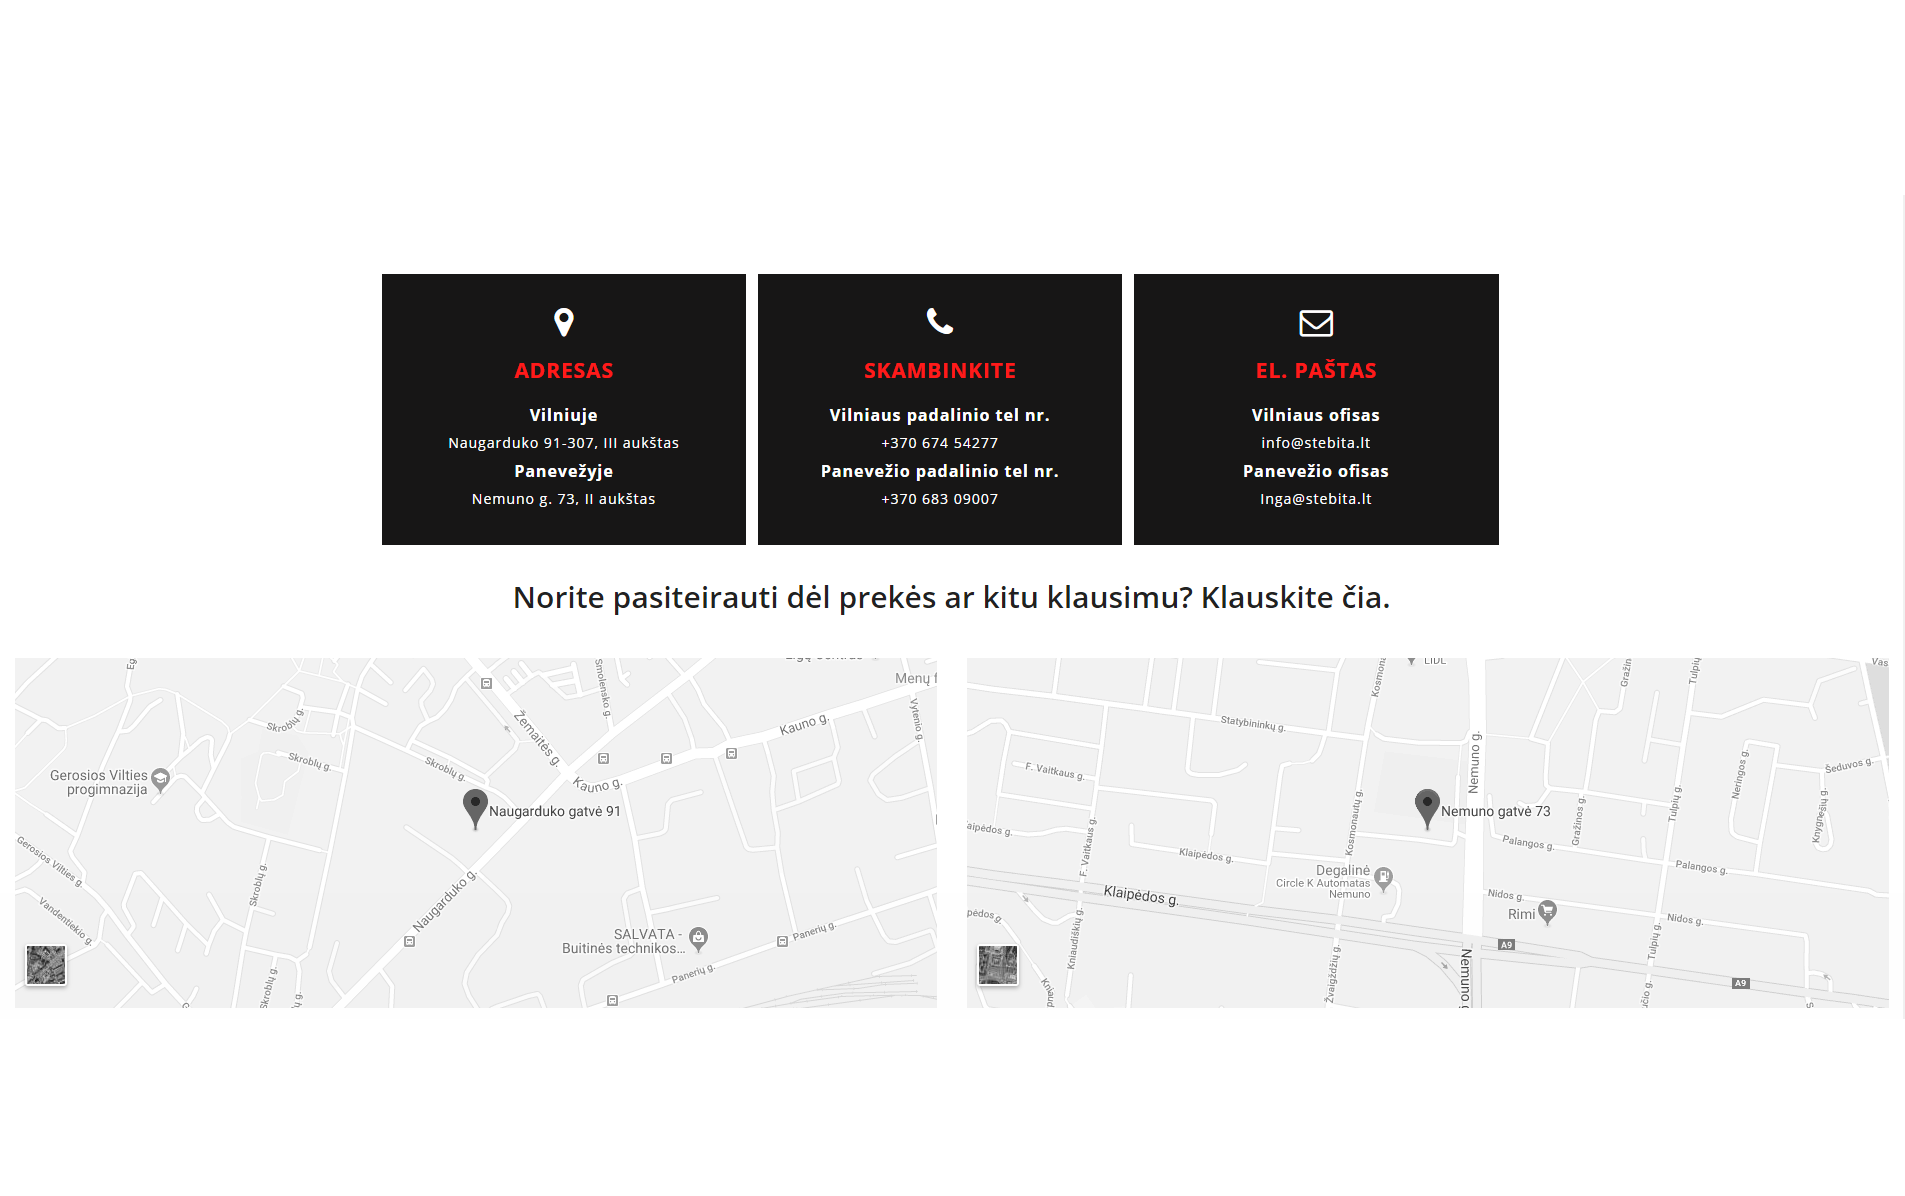 ADRESAS
Vilniuje
Naugarduko 91-307, III aukštas
Panevežyje
Nemuno g. 73, II aukštas
SKAMBINKITE
Vilniaus padalinio tel nr.
+370 674 54277
Panevežio padalinio tel nr.
+370 683 09007
EL. PAŠTAS
Vilniaus ofisas
info@stebita.lt
Panevežio ofisas
Inga@stebita.lt
Norite pasiteirauti dėl prekės ar kitu klausimu? Klauskite čia.
Smolensko g.
Menų f
Vytenio g.
Žemaitės g.
Kauno g.
Skroblų g.
Skroblų g.
Skroblų g.
Gerosios Vilties
progimnazija
Kauno g.
Naugarduko gatvė 91
Gerosios Vilties g.
Skroblų g.
Naugarduko g.
Vandentiekio g.
SALVATA -
Buitinės technikos...
Panerių g.
Panerių g.
Skroblų g.
LIDL
Tulpių g.
Statybininkų g.
Nemuno g.
F. Vaitkaus g.
Neringos g.
Šeduvos g.
Kosmonautų g.
Nemuno gatvė 73
Gražinos g.
Tulpių g.
Knygnešių g.
F. Vaitkaus g.
Klaipėdos g.
Palangos g.
Palangos g.
Degalinė
Circle K Automatas
Nemuno
Klaipėdos g.
Nidos g.
Rimi
Nidos g.
Kniaudiškių g.
Tulpių g.
A9
A9
Žvaigždžių g.
Nemuno g